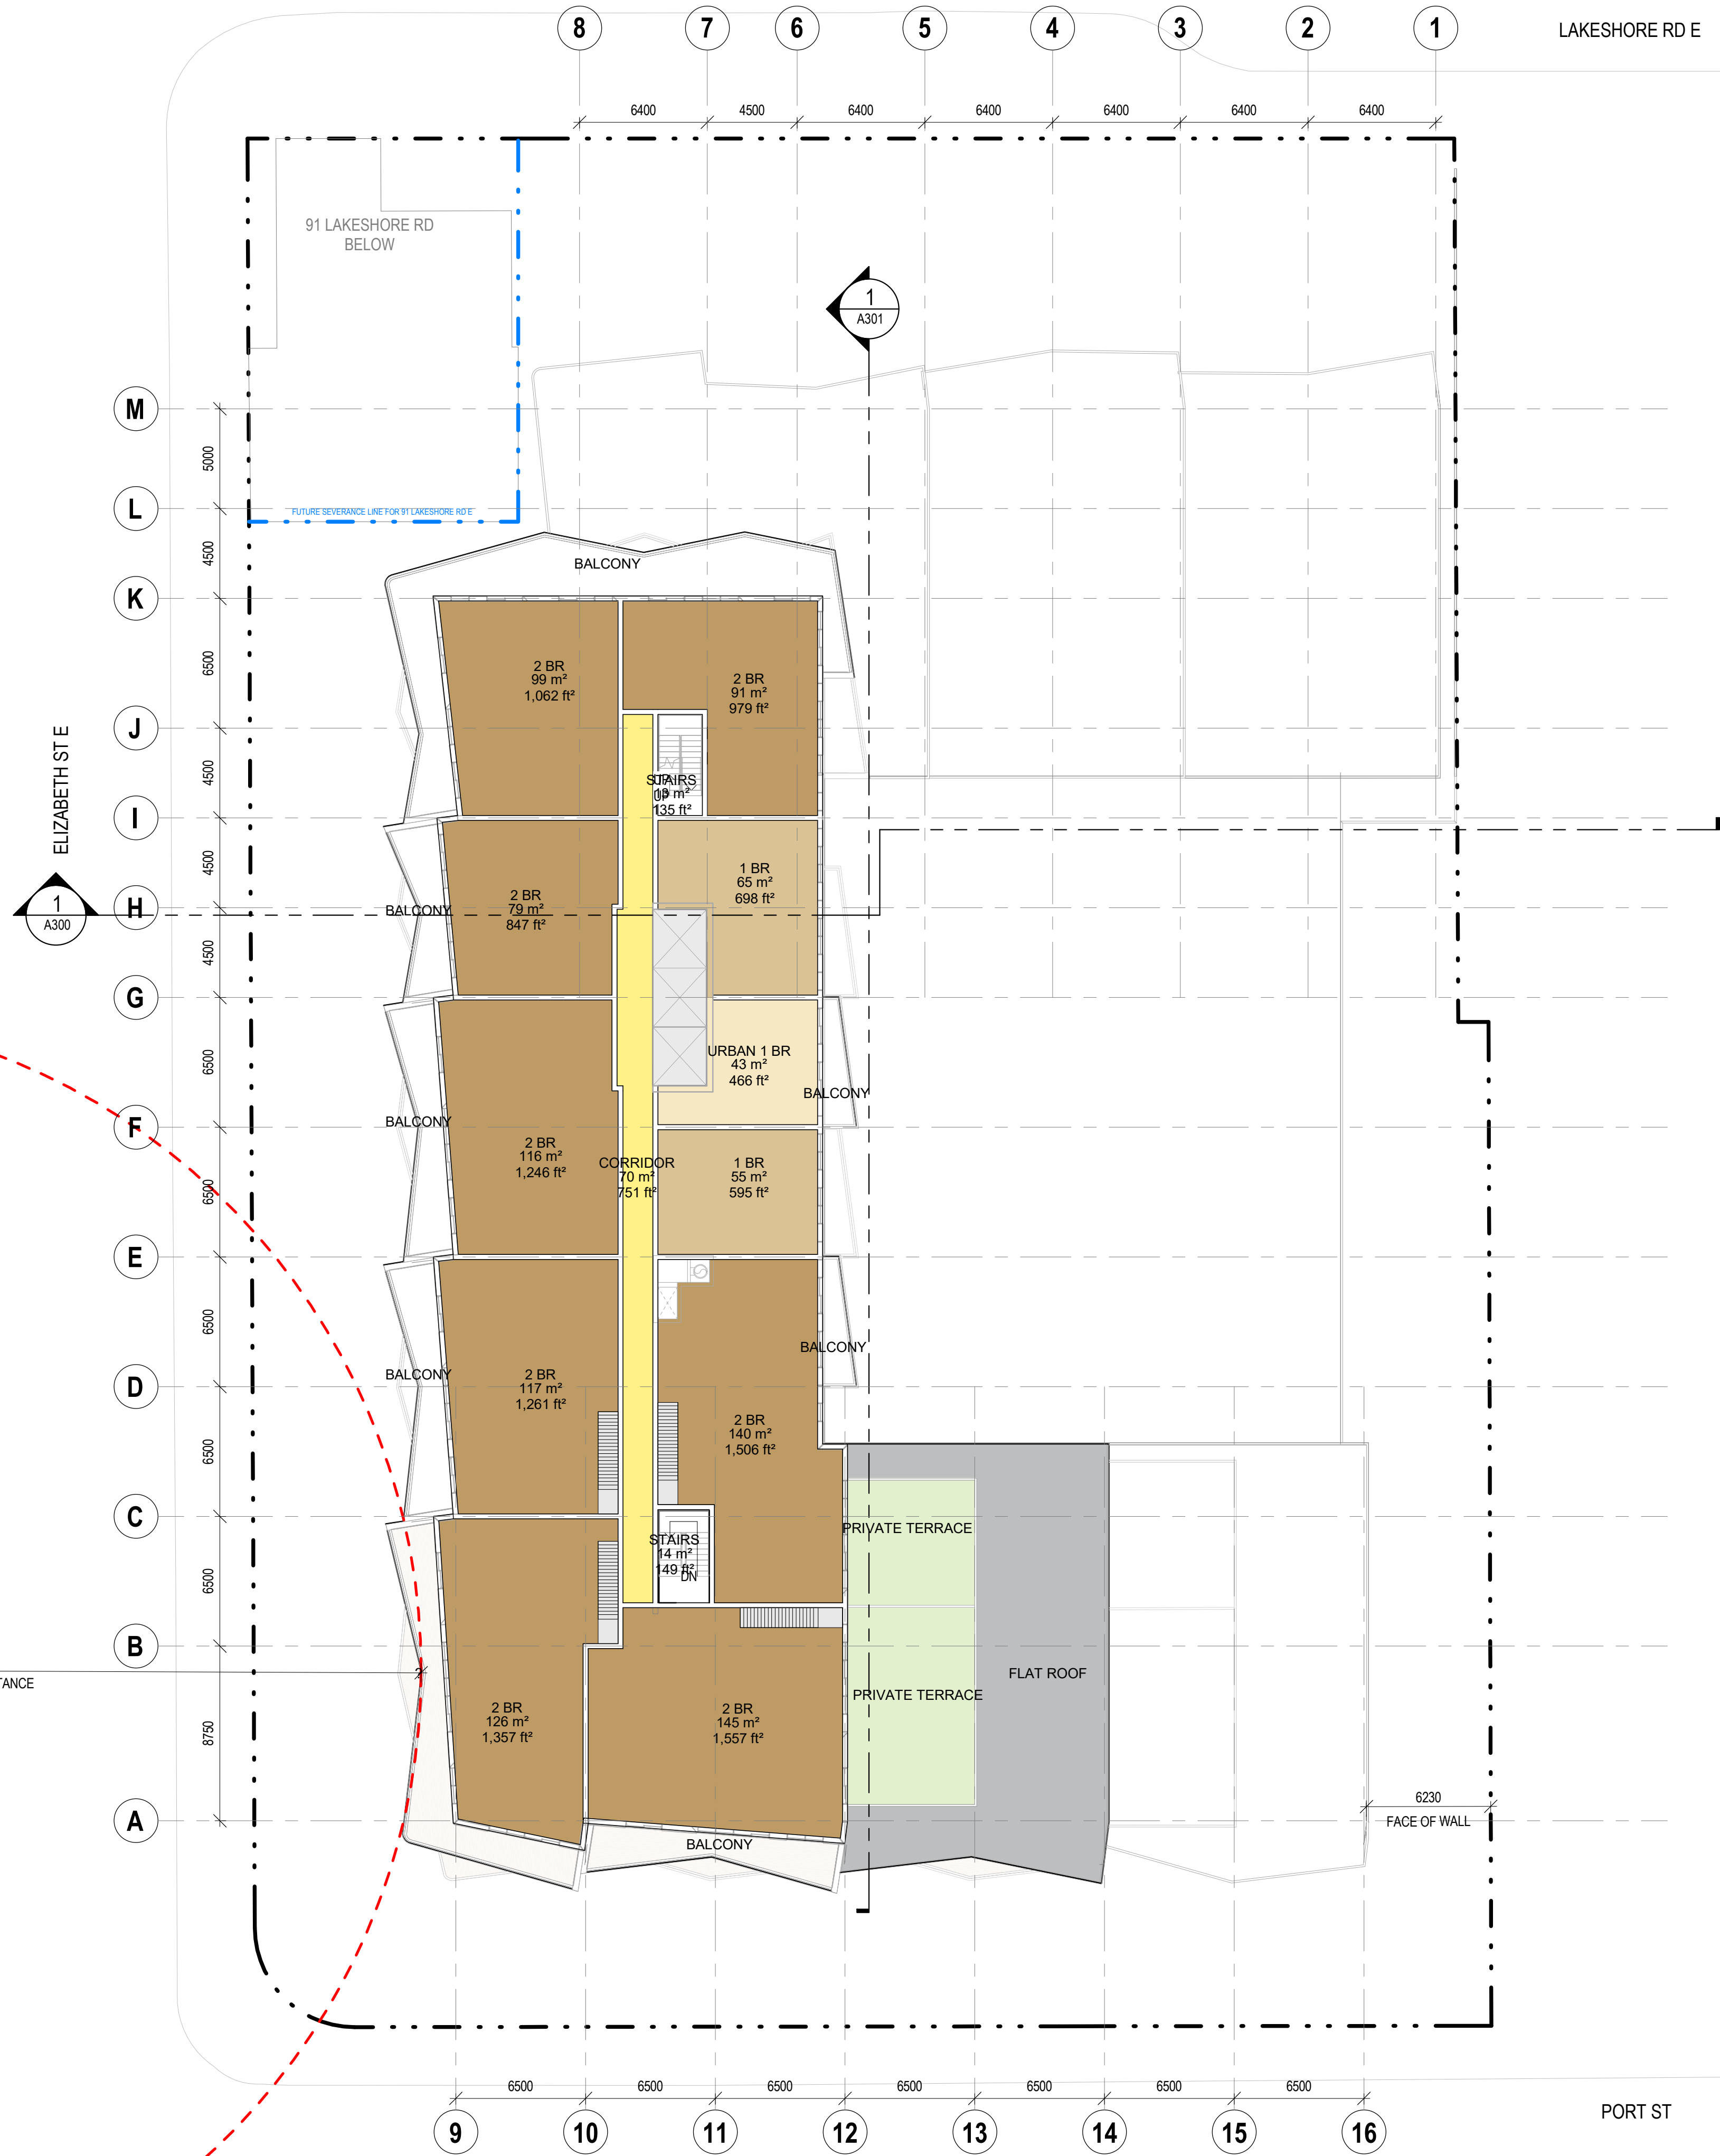 8
7
6
5
4
3
2
1
LAKESHORE RD E
6400
4500
6400
6400
6400
6400
6400
91 LAKESHORE RD
BELOW
1
A301
M
5000
L
FUTURE SEVERANCE LINE FOR 91 LAKESHORE RD E
4500
BALCONY
K
6500
2 BR
99 m²
1,062 ft²
2 BR
91 m²
979 ft²
J
4500
STAIRS
13 m²
135 ft²
UP
UP
I
ELIZABETH ST E
4500
2 BR
79 m²
847 ft²
1 BR
65 m²
698 ft²
H
1
A300
BALCONY
4500
G
6500
URBAN 1 BR
43 m²
466 ft²
BALCONY
F
BALCONY
6500
2 BR
116 m²
1,246 ft²
CORRIDOR
70 m²
751 ft²
1 BR
55 m²
595 ft²
E
6500
BALCONY
BALCONY
D
2 BR
117 m²
1,261 ft²
2 BR
140 m²
1,506 ft²
6500
C
PRIVATE TERRACE
STAIRS
14 m²
149 ft²
DN
6500
B
TANCE
FLAT ROOF
PRIVATE TERRACE
8750
2 BR
126 m²
1,357 ft²
2 BR
145 m²
1,557 ft²
6230
FACE OF WALL
A
BALCONY
6500
6500
6500
6500
6500
6500
6500
9
10
11
12
13
14
15
16
PORT ST